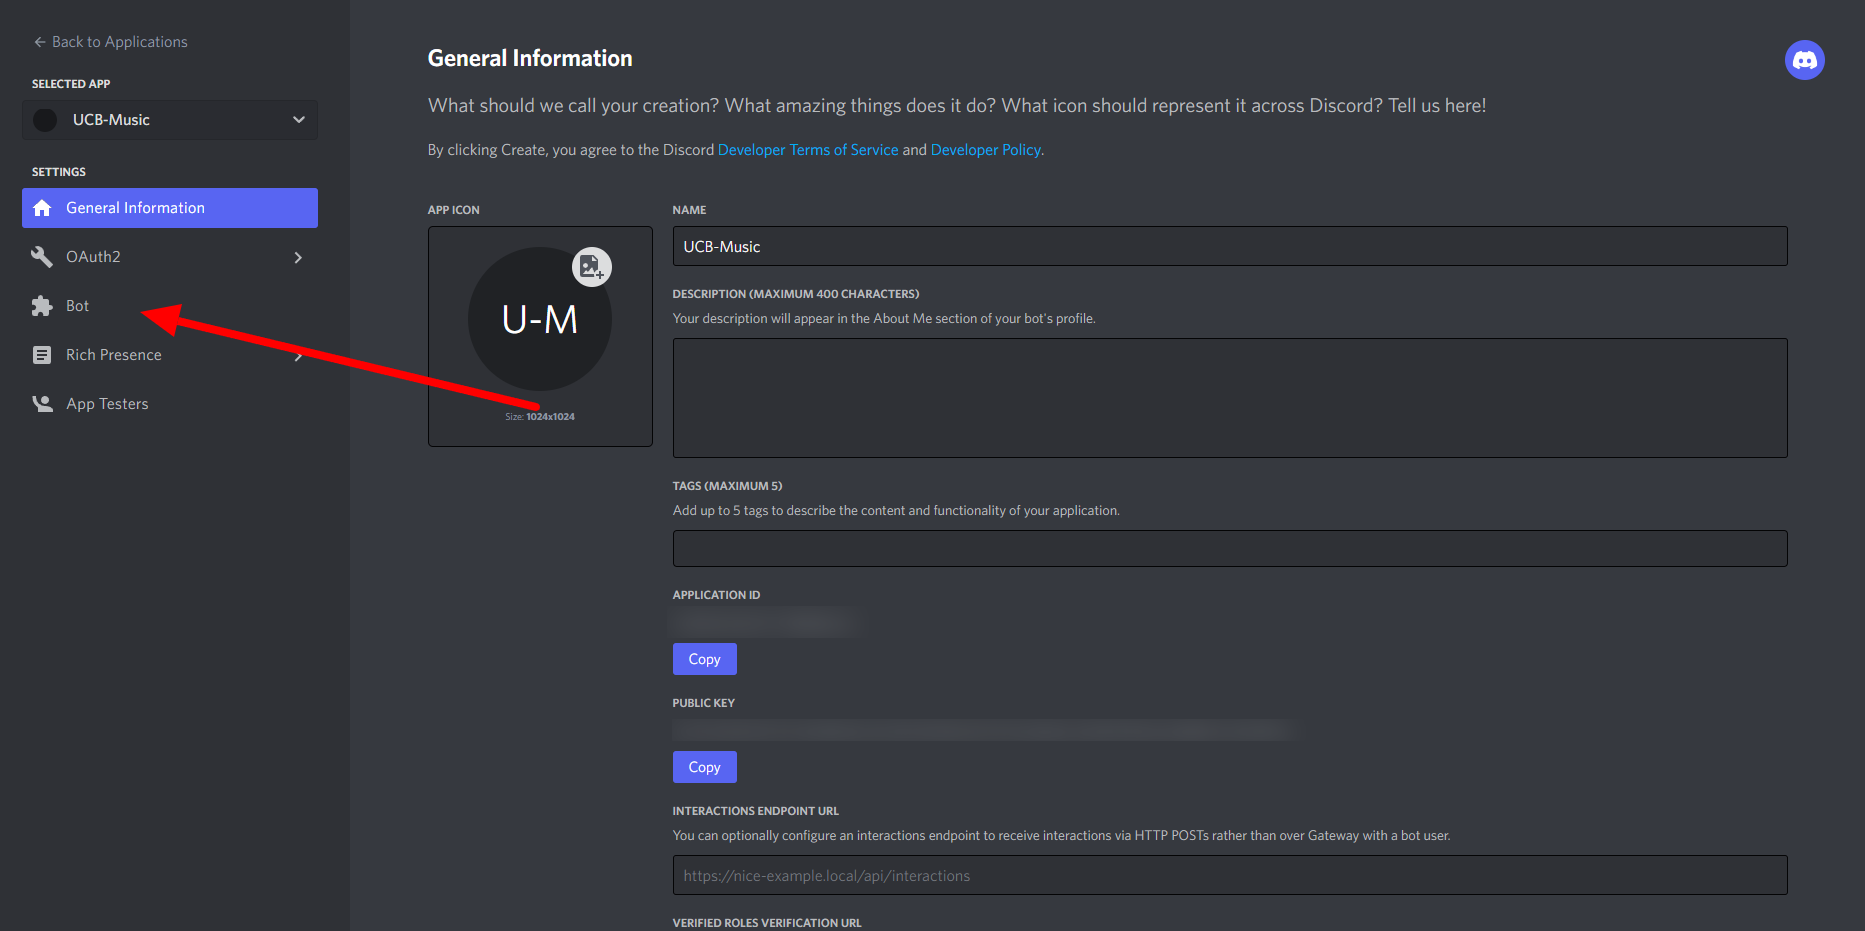 Back to Applications
SELECTED APP
UCB-Music
SETTINGS
General Information
OAuth2
Bot
Rich Presence
App Testers
General Information
What should we call your creation? What amazing things does it do? What icon should represent it across Discord? Tell us here!
By clicking Create, you agree to the Discord Developer Terms of Service and Developer Policy.
APP ICON
U-M
Size: 1024x1024
NAME
UCB-Music
DESCRIPTION (MAXIMUM 400 CHARACTERS)
Your description will appear in the About Me section of your bot's profile.
TAGS (MAXIMUM 5)
Add up to 5 tags to describe the content and functionality of your application.
APPLICATION ID
Copy
PUBLIC KEY
Copy
INTERACTIONS ENDPOINT URL
You can optionally configure an interactions endpoint to receive interactions via HTTP POSTs rather than over Gateway with a bot user.
https://nice-example.local/api/interactions
VERIFIED ROLES VERIFICATION URL